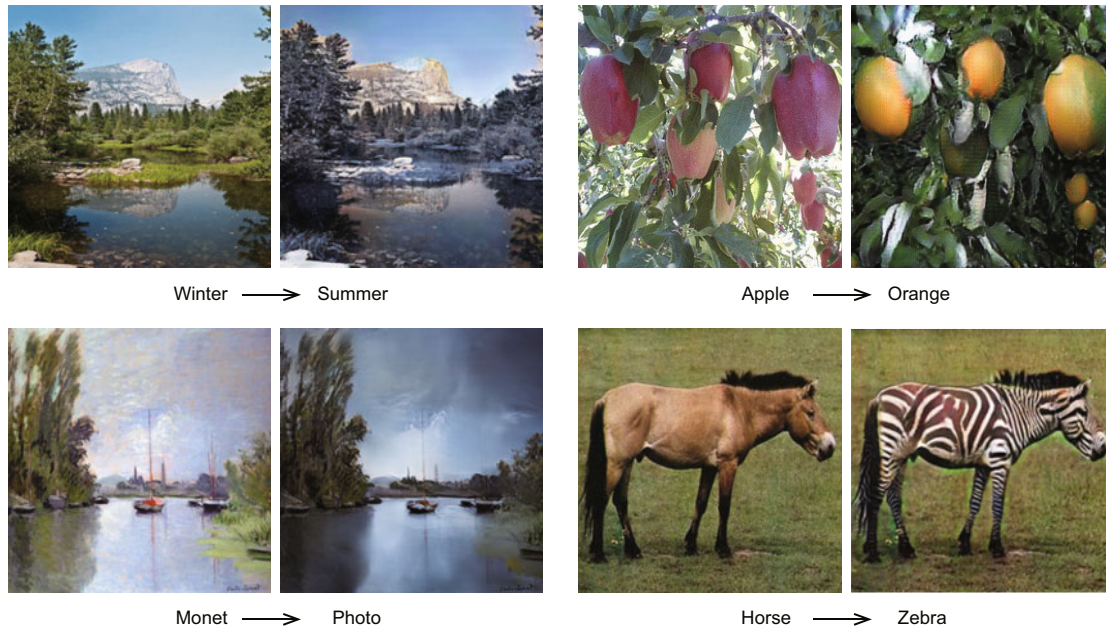 Winter → Summer
Apple → Orange
Monet → Photo
Horse → Zebra